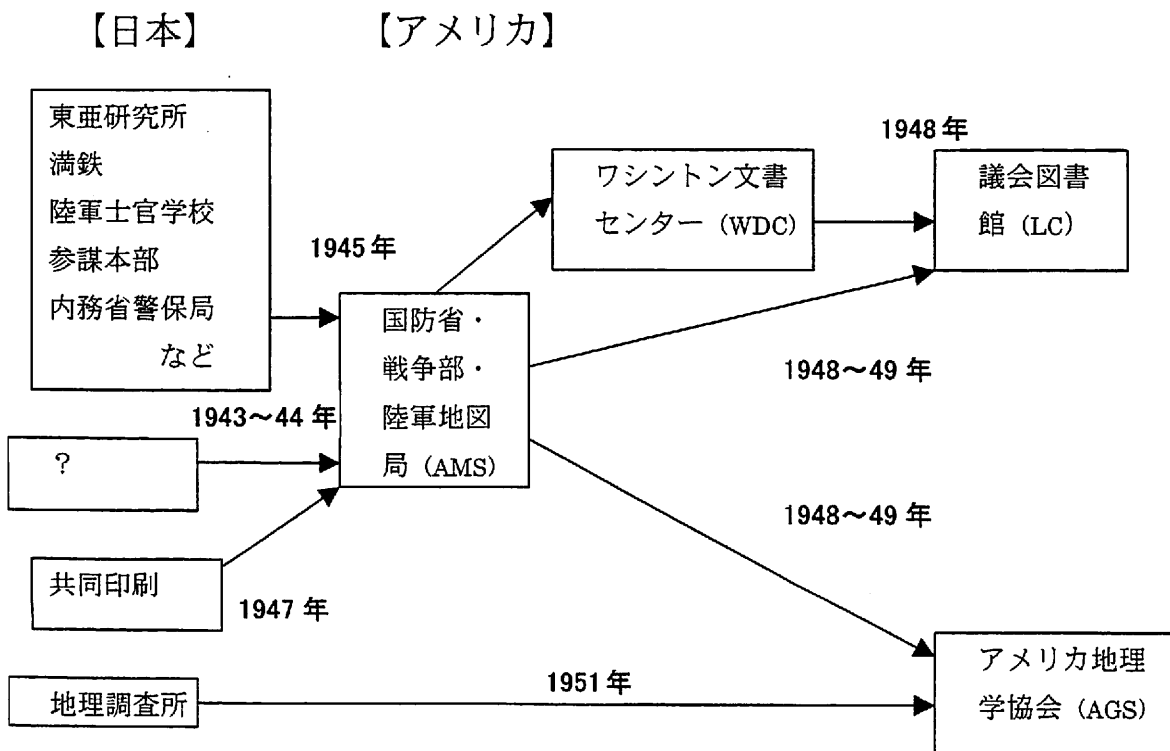 【日本】
【アメリカ】
東亜研究所
満鉄
陸軍士官学校
参謀本部
内務省警保局
など
1945年
国防省・
戦争部・
陸軍地図
局 (AMS)
ワシントン文書
センター (WDC)
1948年
議会図書
館 (LC)
1948～49年
1943～44年
?
共同印刷
1947年
1948～49年
地理調査所
1951年
アメリカ地理
学協会 (AGS)